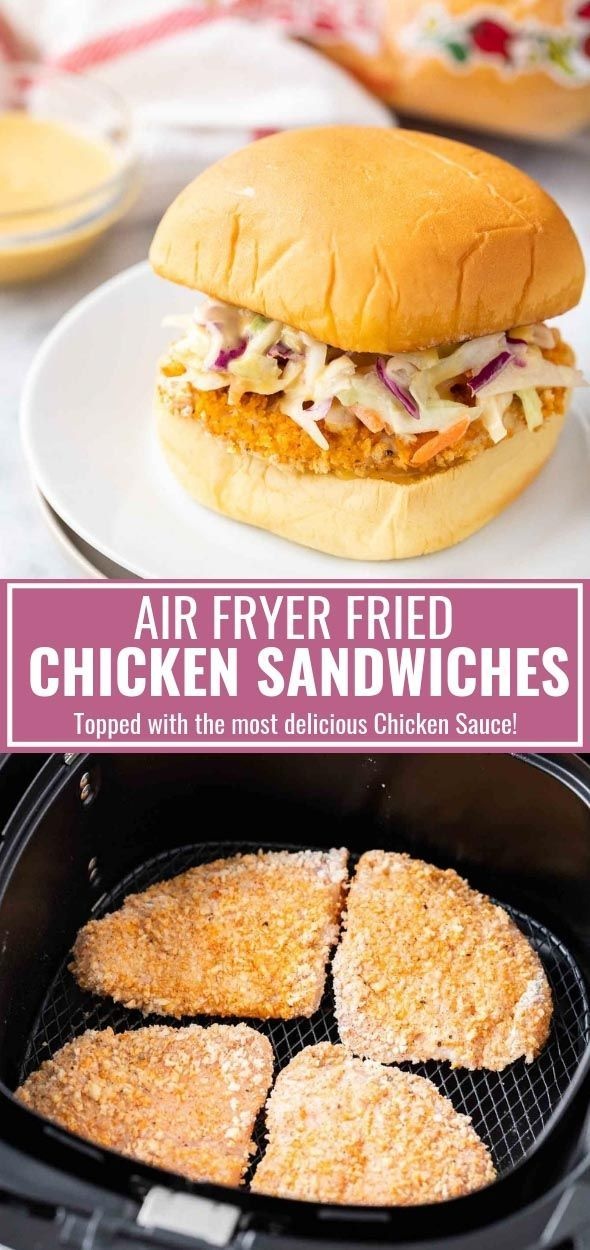 AIR FRYER FRIED
CHICKEN SANDWICHES
Topped with the most delicious Chicken Sauce!